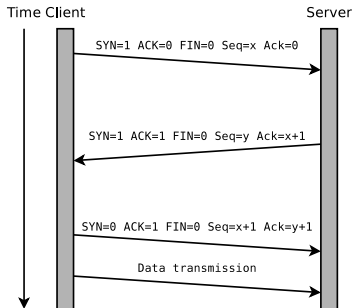 Time Client Server
SYN=1 ACK=0 FIN=0 Seq=x Ack=0
SYN=1 ACK=1 FIN=0 Seq=y Ack=x+1
SYN=0 ACK=1 FIN=0 Seq=x+1 Ack=y+1
Data transmission